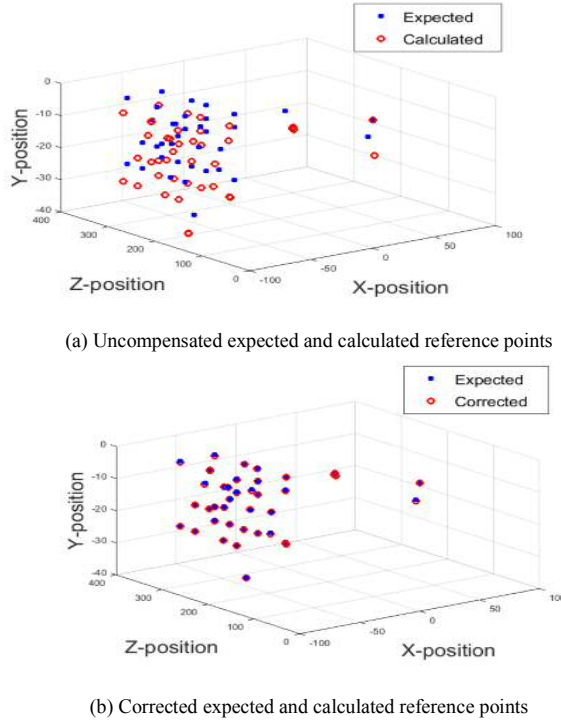 Expected
Calculated
0
-10
-20
-30
-40
Y-position
400
300
200
100
0
Z-position
-100
-50
0
50
100
X-position
(a) Uncompensated expected and calculated reference points
Expected
Corrected
0
-10
-20
-30
-40
Y-position
400
300
200
100
0
Z-position
-100
-50
0
50
100
X-position
(b) Corrected expected and calculated reference points